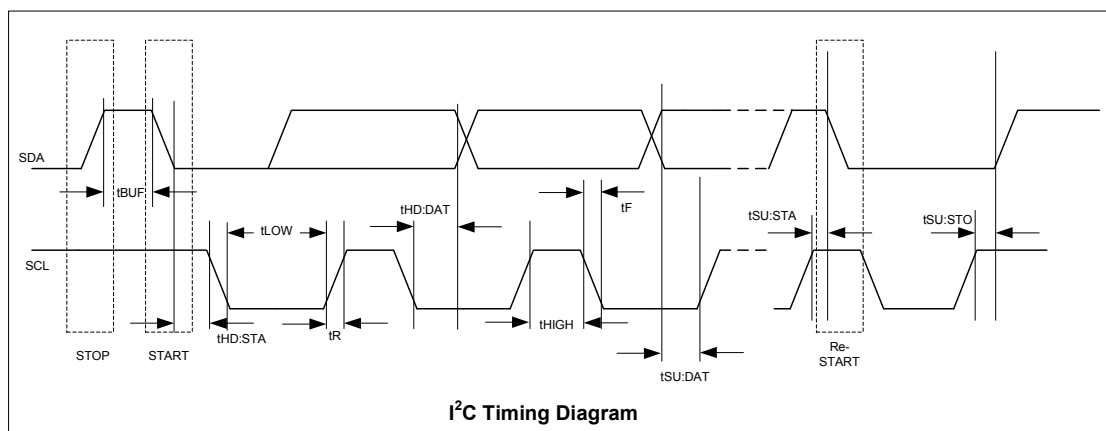 SDA
tBUF
tHD:DAT
tF
tLOW
tSU:STA
tSU:STO
SCL
tHD:STA
tR
tHIGH
tSU:DAT
STOP
START
Re-
START
I²C Timing Diagram